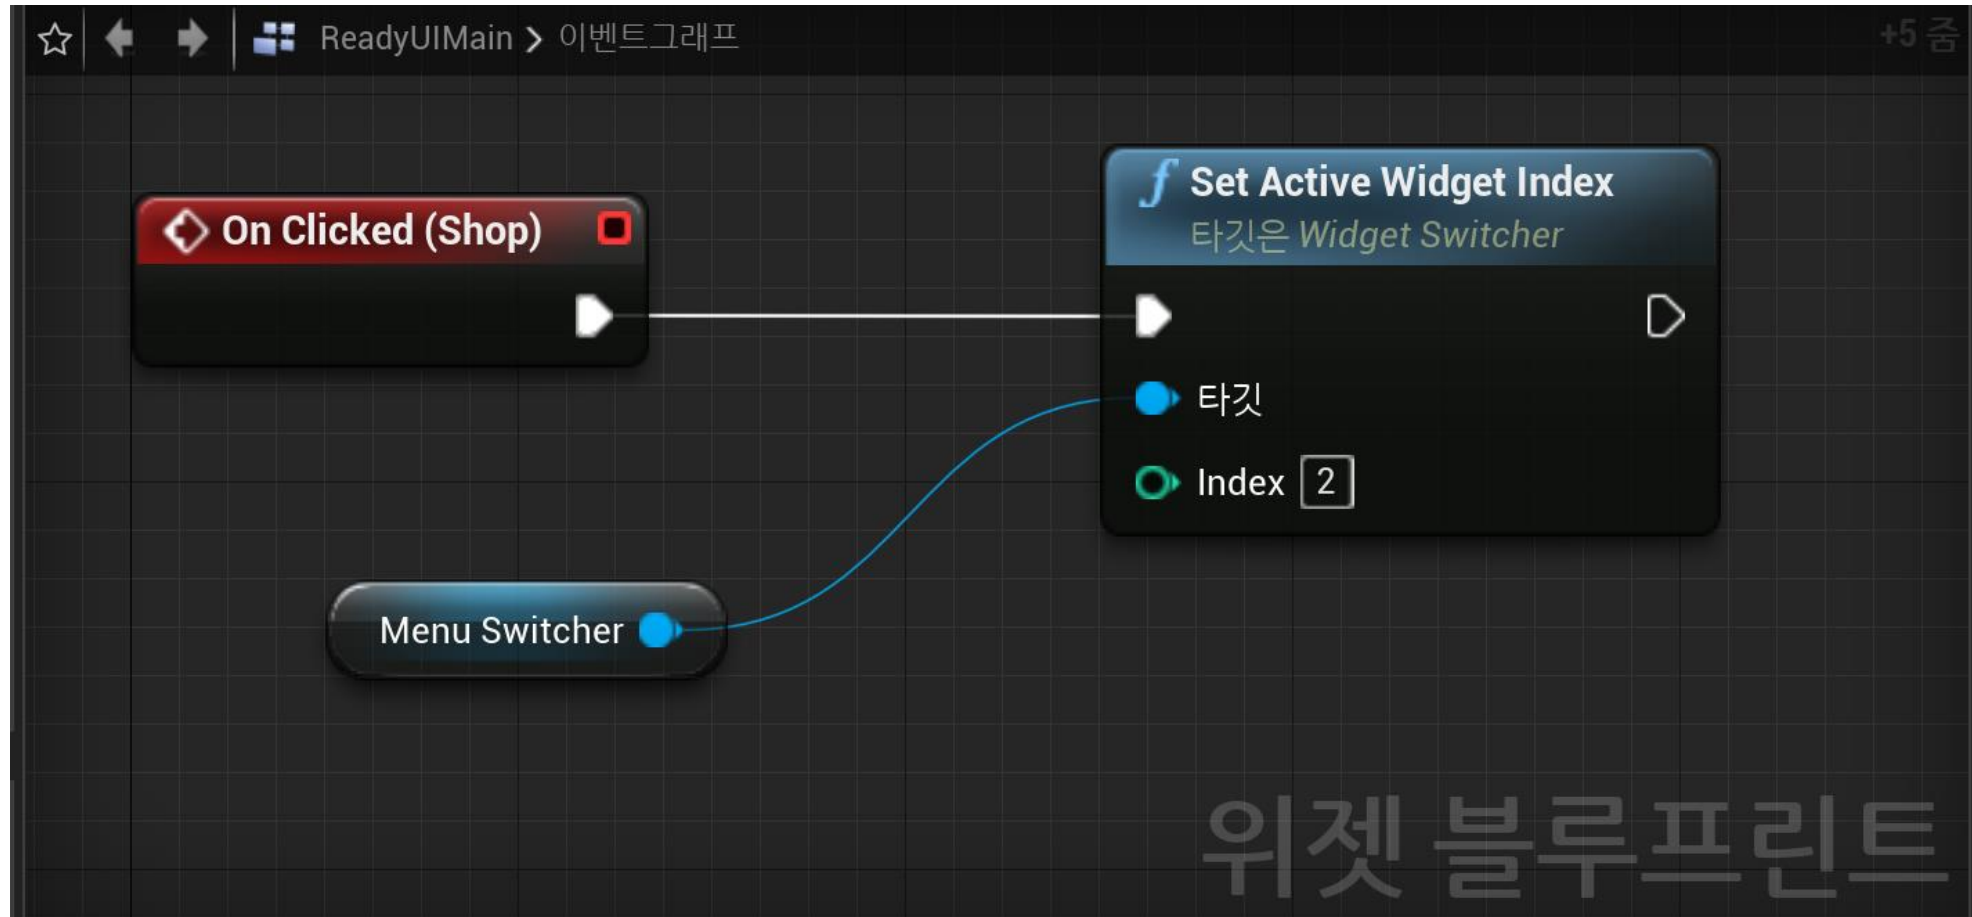 ReadyUIMain > 이벤트그래프
+5 줌
On Clicked (Shop)
Set Active Widget Index
타깃은 Widget Switcher
타깃
Index 2
Menu Switcher
위젯 블루프린트